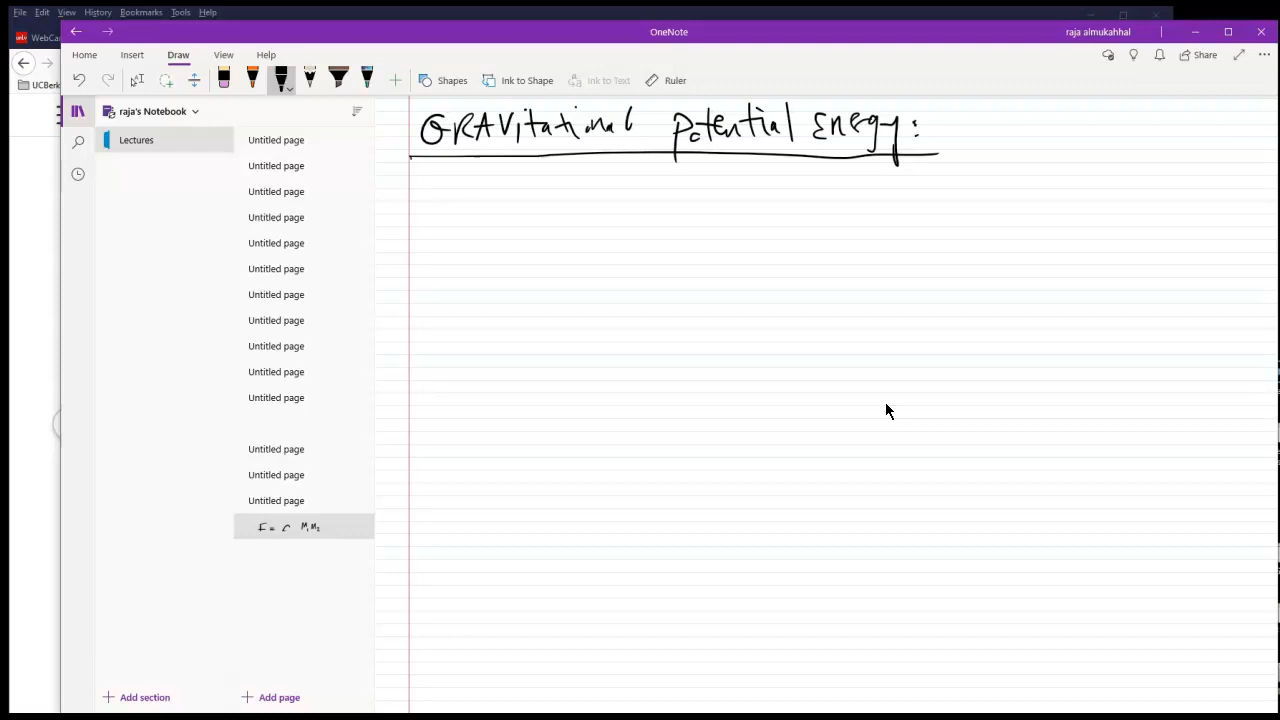 File Edit View History Bookmarks Tools Help
OneNote
raja almukahhal
WebCa
Home Insert Draw View Help
Share
UCBerk
Shapes Ink to Shape Ink to Text Ruler
raja's Notebook
Lectures
Untitled page
Untitled page
Untitled page
Untitled page
Untitled page
Untitled page
Untitled page
Untitled page
Untitled page
Untitled page
Untitled page
Untitled page
Untitled page
Untitled page
F = G M1M2
Add section
Add page
GRAVitational Potential Energy: